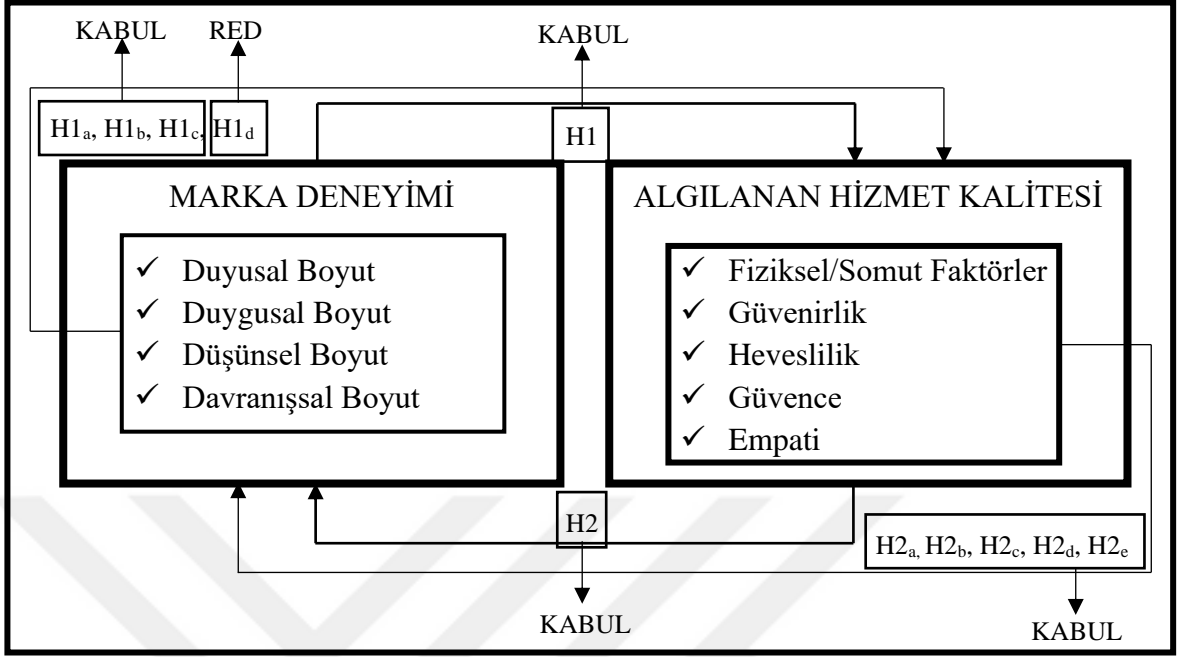 KABUL RED KABUL
H1a, H1b, H1c, H1d
H1
MARKA DENEYİMİ
✓ Duyusal Boyut
✓ Duygusal Boyut
✓ Düşünsel Boyut
✓ Davranışsal Boyut
ALGILANAN HİZMET KALİTESİ
✓ Fiziksel/Somut Faktörler
✓ Güvenirlik
✓ Heveslilik
✓ Güvence
✓ Empati
H2
H2a, H2b, H2c, H2d, H2e
KABUL
KABUL